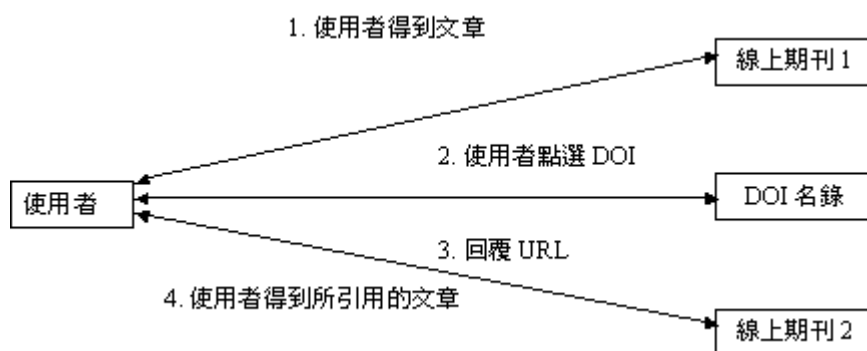 1. 使用者得到文章
線上期刊 1
2. 使用者點選 DOI
使用者
DOI 名錄
3. 回覆 URL
4. 使用者得到所引用的文章
線上期刊 2